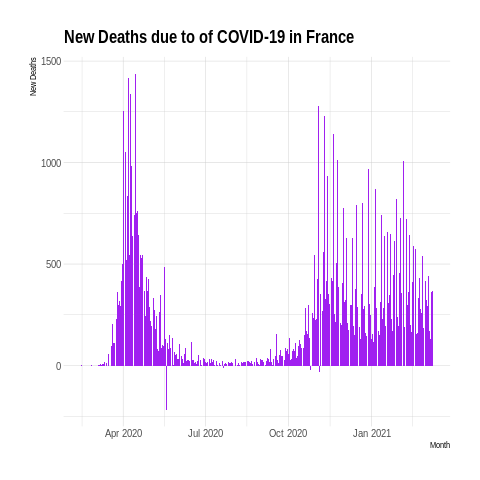 New Deaths due to of COVID-19 in France
New Deaths
1500
1000
500
0
Apr 2020 Jul 2020 Oct 2020 Jan 2021
Month